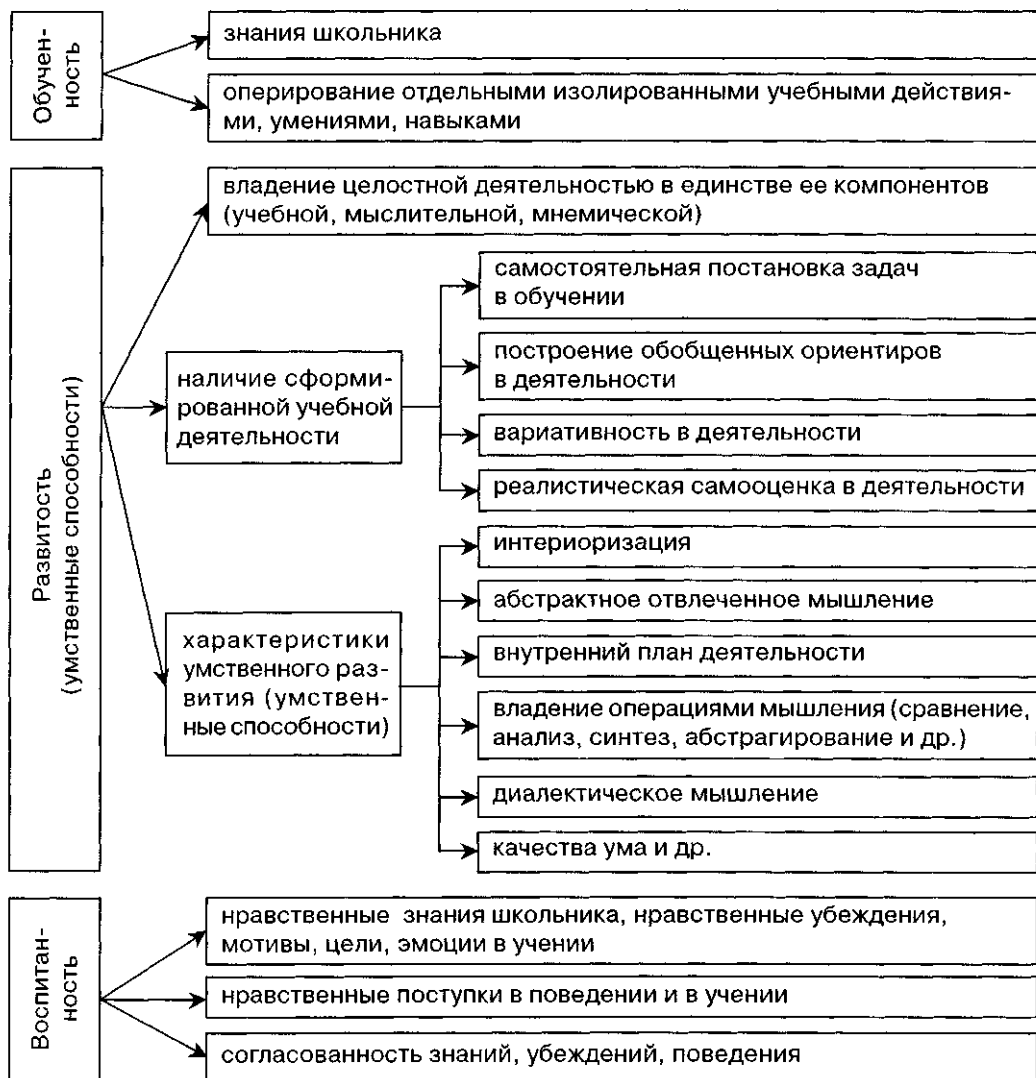 Обучен-
ность
знания школьника
оперирование отдельными изолированными учебными действия-
ми, умениями, навыками
Развитость
(умственные способности)
владение целостной деятельностью в единстве ее компонентов
(учебной, мыслительной, мнемической)
наличие сформи-
рованной учебной
деятельности
самостоятельная постановка задач
в обучении
построение обобщенных ориентиров
в деятельности
вариативность в деятельности
реалистическая самооценка в деятельности
характеристики
умственного раз-
вития (умствен-
ные способности)
интериоризация
абстрактное отвлеченное мышление
внутренний план деятельности
владение операциями мышления (сравнение,
анализ, синтез, абстрагирование и др.)
диалектическое мышление
качества ума и др.
Воспитан-
ность
нравственные знания школьника, нравственные убеждения,
мотивы, цели, эмоции в учении
нравственные поступки в поведении и в учении
согласованность знаний, убеждений, поведения